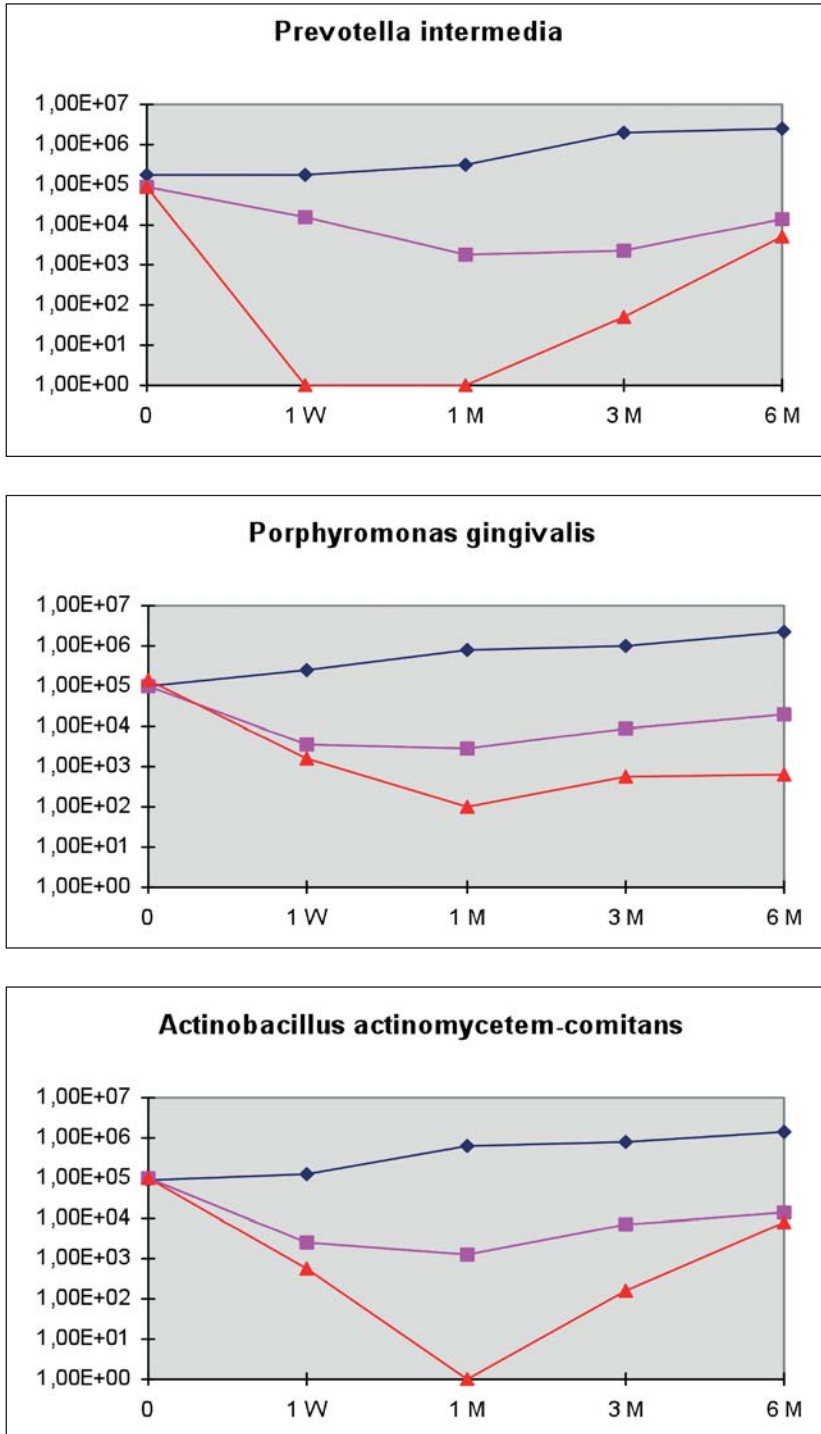 Prevotella intermedia
1,00E+07
1,00E+06
1,00E+05
1,00E+04
1,00E+03
1,00E+02
1,00E+01
1,00E+00
0 1 W 1 M 3 M 6 M
Porphyromonas gingivalis
1,00E+07
1,00E+06
1,00E+05
1,00E+04
1,00E+03
1,00E+02
1,00E+01
1,00E+00
0 1 W 1 M 3 M 6 M
Actinobacillus actinomycetem-comitans
1,00E+07
1,00E+06
1,00E+05
1,00E+04
1,00E+03
1,00E+02
1,00E+01
1,00E+00
0 1 W 1 M 3 M 6 M